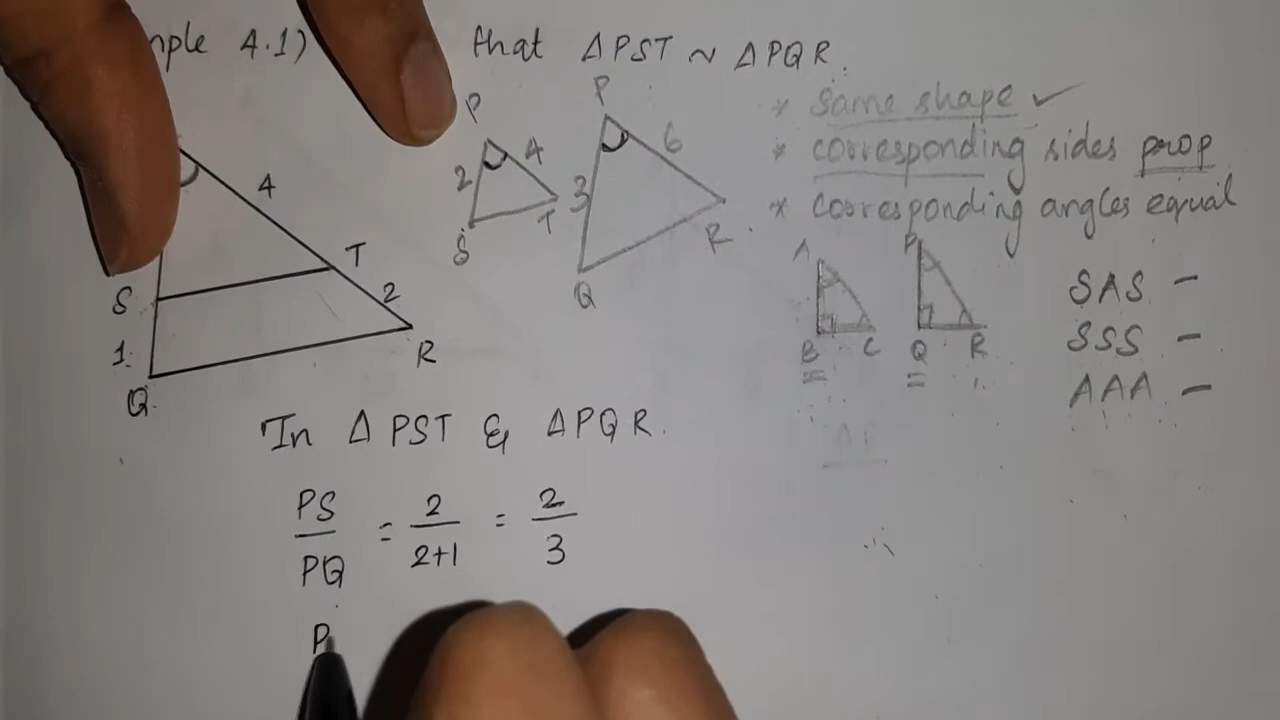 mple 4.1) that ΔPST ~ ΔPQR.
* same shape ✓
* corresponding sides prop
* corresponding angles equal
4
T
S
2
1
R
Q
P
2
4
S
T
P
3
6
Q
R
A
B
C
P
Q
R
SAS -
SSS -
AAA -
In Δ PST & ΔPQR.
PS/PQ = 2/2+1 = 2/3
P